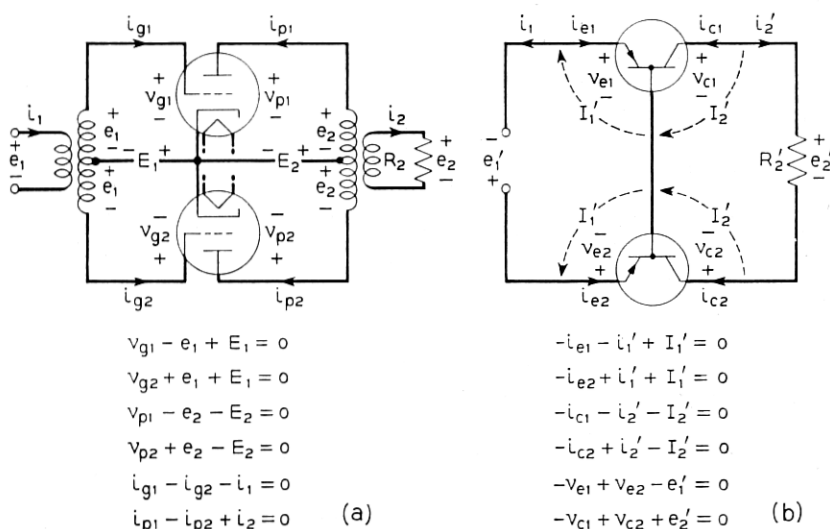 i_g1 i_p1
i_1 e_1 v_g1 v_p1 e_2 i_2
e_1 E_1 E_2 R_2 e_2
e_1 v_g2 v_p2 e_2
i_g2 i_p2
v_g1 − e_1 + E_1 = 0
v_g2 + e_1 + E_1 = 0
v_p1 − e_2 − E_2 = 0
v_p2 + e_2 − E_2 = 0
i_g1 − i_g2 − i_1 = 0
i_p1 − i_p2 + i_2 = 0
(a)
i_1 i_e1 i_c1 i_2'
v_e1 v_c1
I_1' I_2'
e_1' R_2' e_2'
I_1' I_2'
v_e2 v_c2
i_e2 i_c2
−i_e1 − i_1' + I_1' = 0
−i_e2 + i_1' + I_1' = 0
−i_c1 − i_2' − I_2' = 0
−i_c2 + i_2' − I_2' = 0
−v_e1 + v_e2 − e_1' = 0
−v_c1 + v_c2 + e_2' = 0
(b)